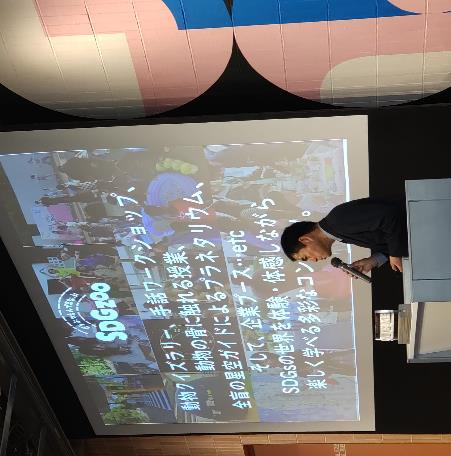 SDGsoo
動物クイズラリー、手話ワークショップ、
動物の骨に触れる授業、
全盲の星空ガイドによるプラネタリウム、
そして、企業ブース…etc
SDGsの世界を体験・体感しながら
楽しく学べる多彩なコン